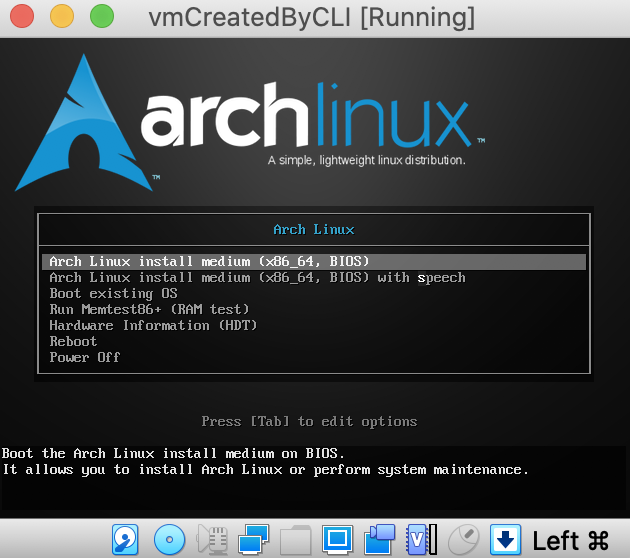 vmCreatedByCLI [Running]
archlinux ™
A simple, lightweight linux distribution.
™
Arch Linux
Arch Linux install medium (x86_64, BIOS)
Arch Linux install medium (x86_64, BIOS) with speech
Boot existing OS
Run Memtest86+ (RAM test)
Hardware Information (HDT)
Reboot
Power Off
Press [Tab] to edit options
Boot the Arch Linux install medium on BIOS.
It allows you to install Arch Linux or perform system maintenance.
V
Left ⌘